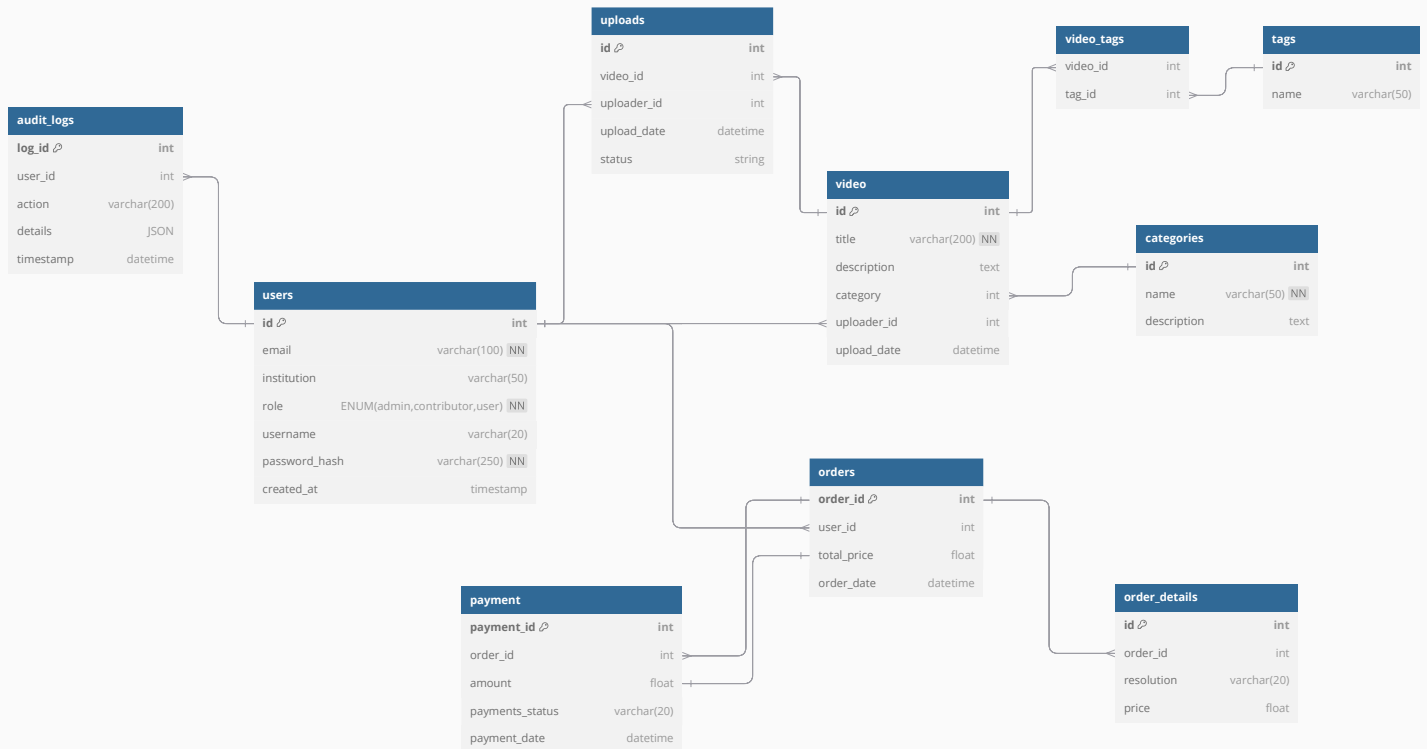 uploads
id int
video_id int
uploader_id int
upload_date datetime
status string
video_tags
video_id int
tag_id int
tags
id int
name varchar(50)
audit_logs
log_id int
user_id int
action varchar(200)
details JSON
timestamp datetime
video
id int
title varchar(200) NN
description text
category int
uploader_id int
upload_date datetime
categories
id int
name varchar(50) NN
description text
users
id int
email varchar(100) NN
institution varchar(50)
role ENUM(admin,contributor,user) NN
username varchar(20)
password_hash varchar(250) NN
created_at timestamp
orders
order_id int
user_id int
total_price float
order_date datetime
payment
payment_id int
order_id int
amount float
payments_status varchar(20)
payment_date datetime
order_details
id int
order_id int
resolution varchar(20)
price float